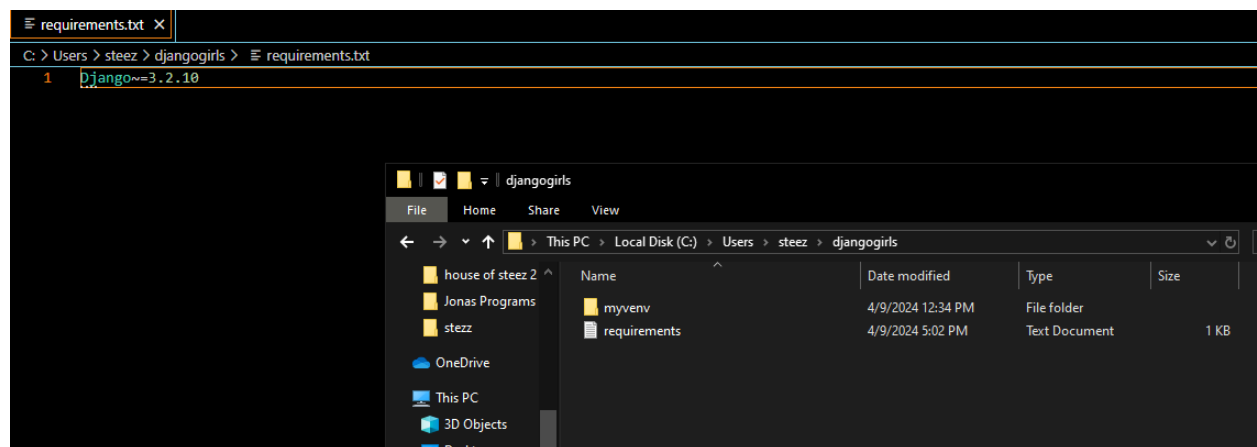 requirements.txt
C: > Users > steez > djangogirls > requirements.txt
1 Django~=3.2.10
djangogirls
File Home Share View
This PC > Local Disk (C:) > Users > steez > djangogirls
Name Date modified Type Size
house of steez 2
Jonas Programs
stezz
OneDrive
This PC
3D Objects
myvenv 4/9/2024 12:34 PM File folder
requirements 4/9/2024 5:02 PM Text Document 1 KB